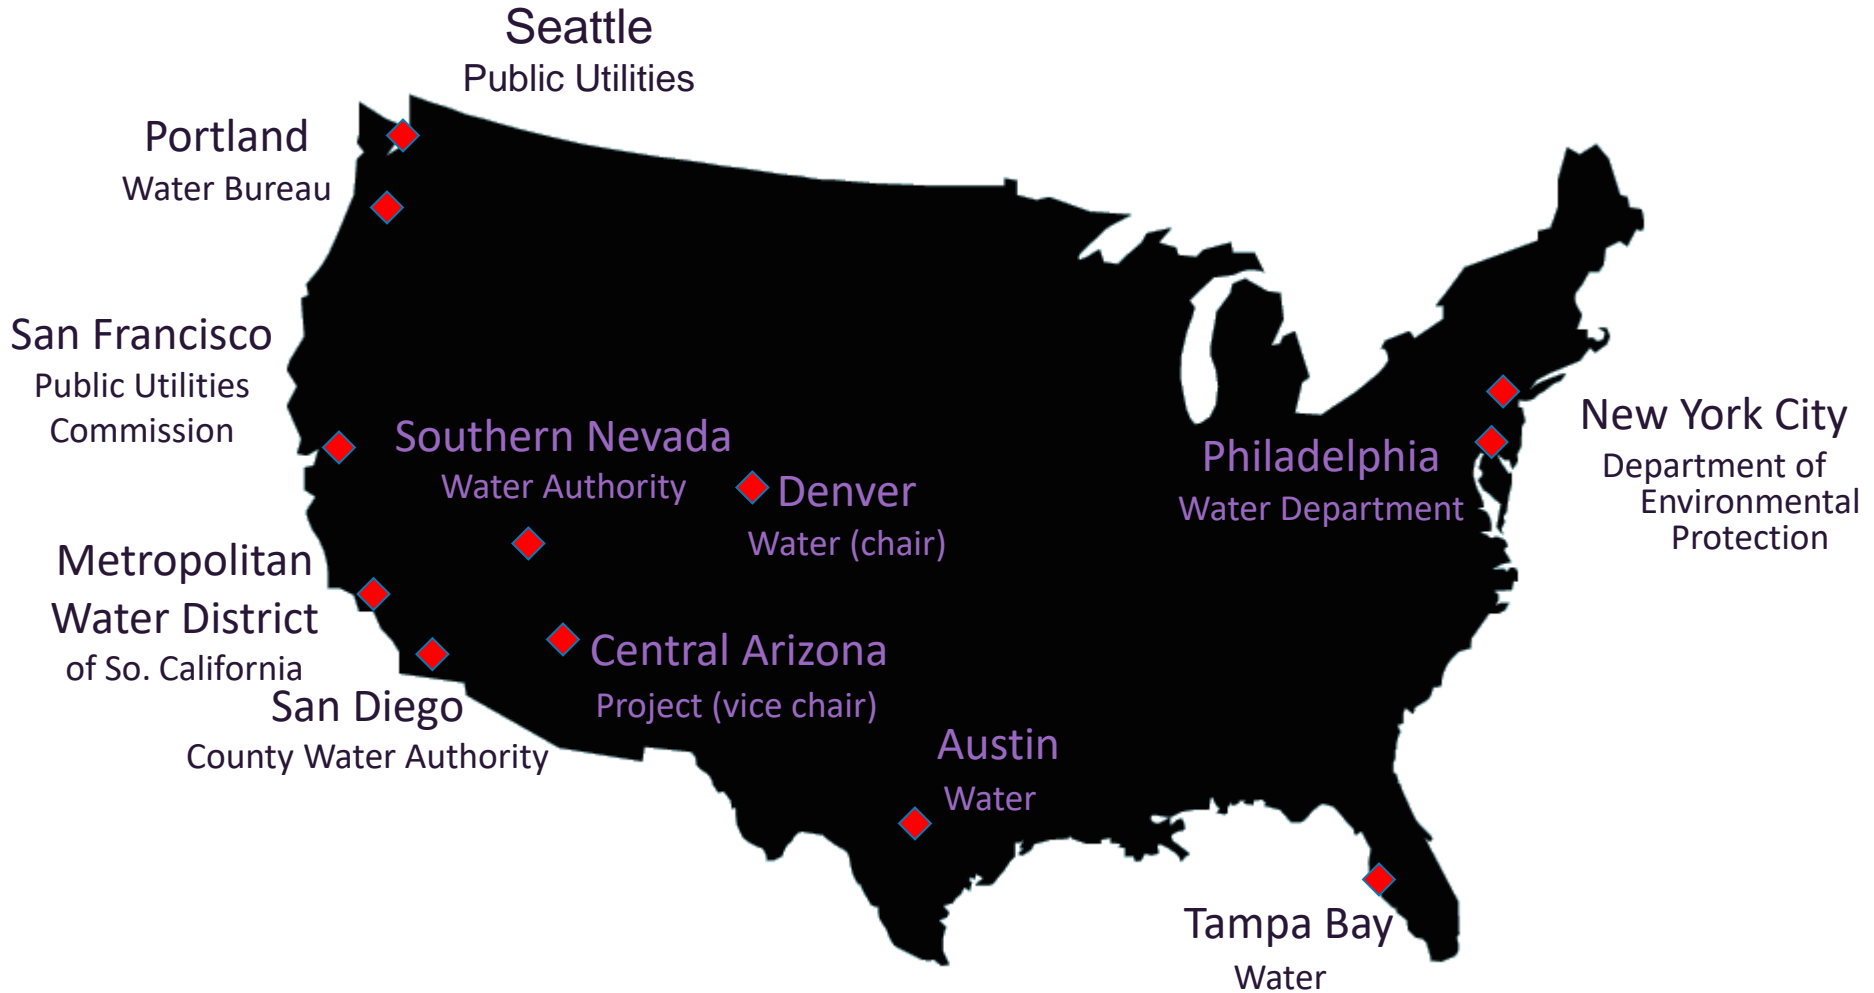 Seattle
Public Utilities
Portland
Water Bureau
San Francisco
Public Utilities
Commission
Southern Nevada
Water Authority
Denver
Water (chair)
Philadelphia
Water Department
New York City
Department of
Environmental
Protection
Metropolitan
Water District
of So. California
San Diego
County Water Authority
Central Arizona
Project (vice chair)
Austin
Water
Tampa Bay
Water